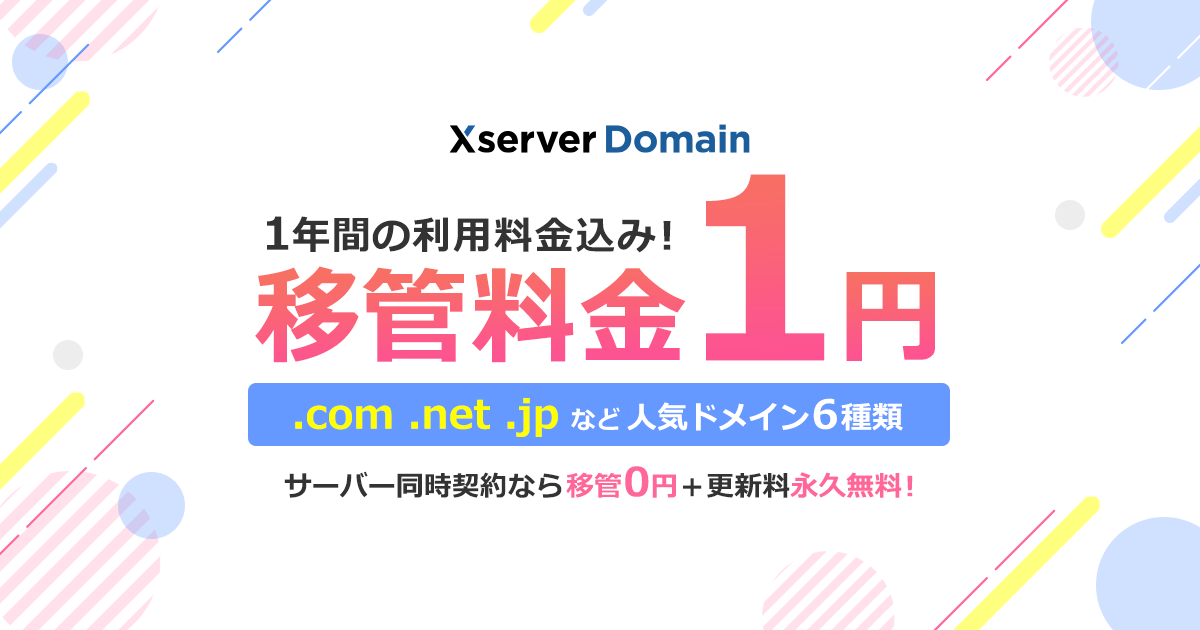 Xserver Domain
1年間の利用料金込み！
移管料金1円
.com .net .jp など 人気ドメイン6種類
サーバー同時契約なら移管0円＋更新料永久無料！